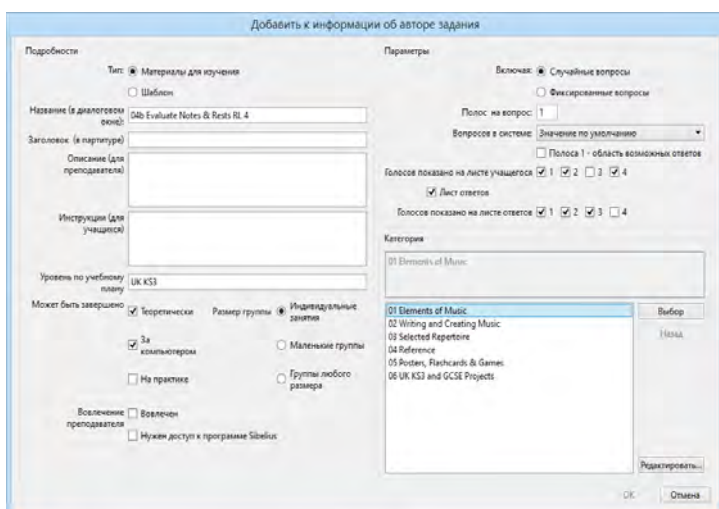 Добавить к информации об авторе задания
Подробности
Тип: Материалы для изучения
Шаблон
Название (в диалоговом окне): 04b Evaluate Notes & Rests RL 4
Заголовок (в партитуре)
Описание (для преподавателя)
Инструкции (для учащихся)
Уровень по учебному плану UK KS3
Может быть завершено Теоретически Размер группы Индивидуальные занятия
За компьютером Маленькие группы
На практике Группы любого размера
Вовлечение преподавателя Вовлечен
Нужен доступ к программе Sibelius
Параметры
Включая: Случайные вопросы
Фиксированные вопросы
Полос на вопрос: 1
Вопросов в системе: Значение по умолчанию
Полоса 1 - область возможных ответов
Голосов показано на листе учащегося 1 2 3 4
Лист ответов
Голосов показано на листе ответов 1 2 3 4
Категория
01 Elements of Music
01 Elements of Music
02 Writing and Creating Music
03 Selected Repertoire
04 Reference
05 Posters, Flashcards & Games
06 UK KS3 and GCSE Projects
Выбор
Назад
Редактировать...
OK Отмена